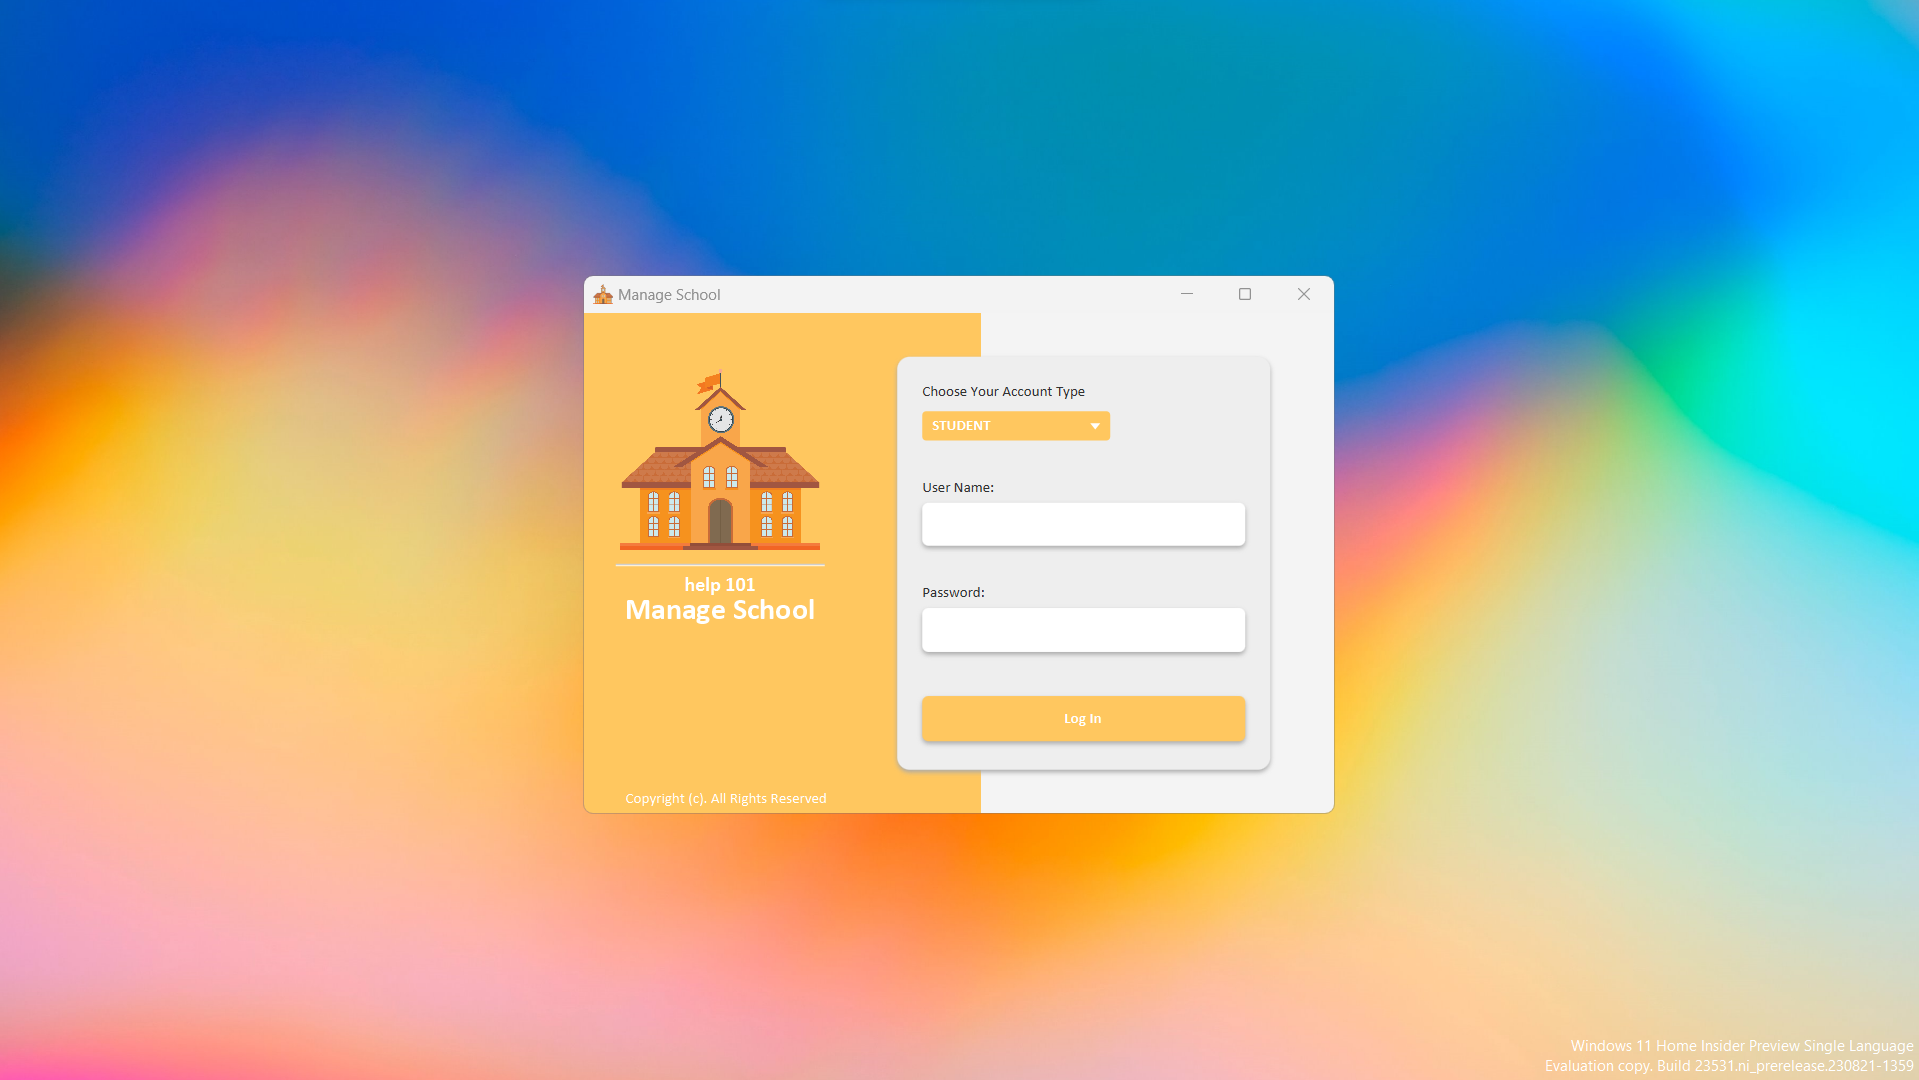 Manage School
Choose Your Account Type
STUDENT
User Name:
Password:
Log In
help 101
Manage School
Copyright (c). All Rights Reserved
Windows 11 Home Insider Preview Single Language
Evaluation copy. Build 23531.ni_prerelease.230821-1359